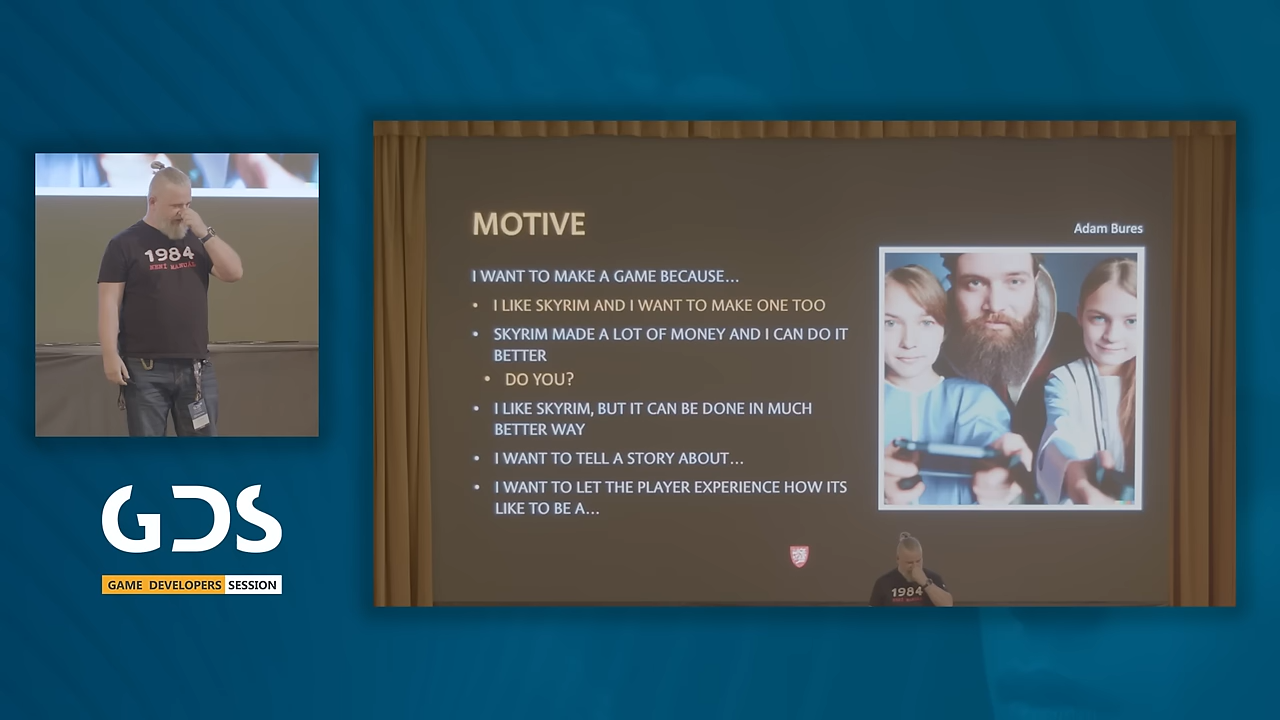 1984
NENÍ MANUÁL
GDS
GAME DEVELOPERS SESSION
MOTIVE
Adam Bures
I WANT TO MAKE A GAME BECAUSE...
• I LIKE SKYRIM AND I WANT TO MAKE ONE TOO
• SKYRIM MADE A LOT OF MONEY AND I CAN DO IT
BETTER
• DO YOU?
• I LIKE SKYRIM, BUT IT CAN BE DONE IN MUCH
BETTER WAY
• I WANT TO TELL A STORY ABOUT...
• I WANT TO LET THE PLAYER EXPERIENCE HOW ITS
LIKE TO BE A...
1984